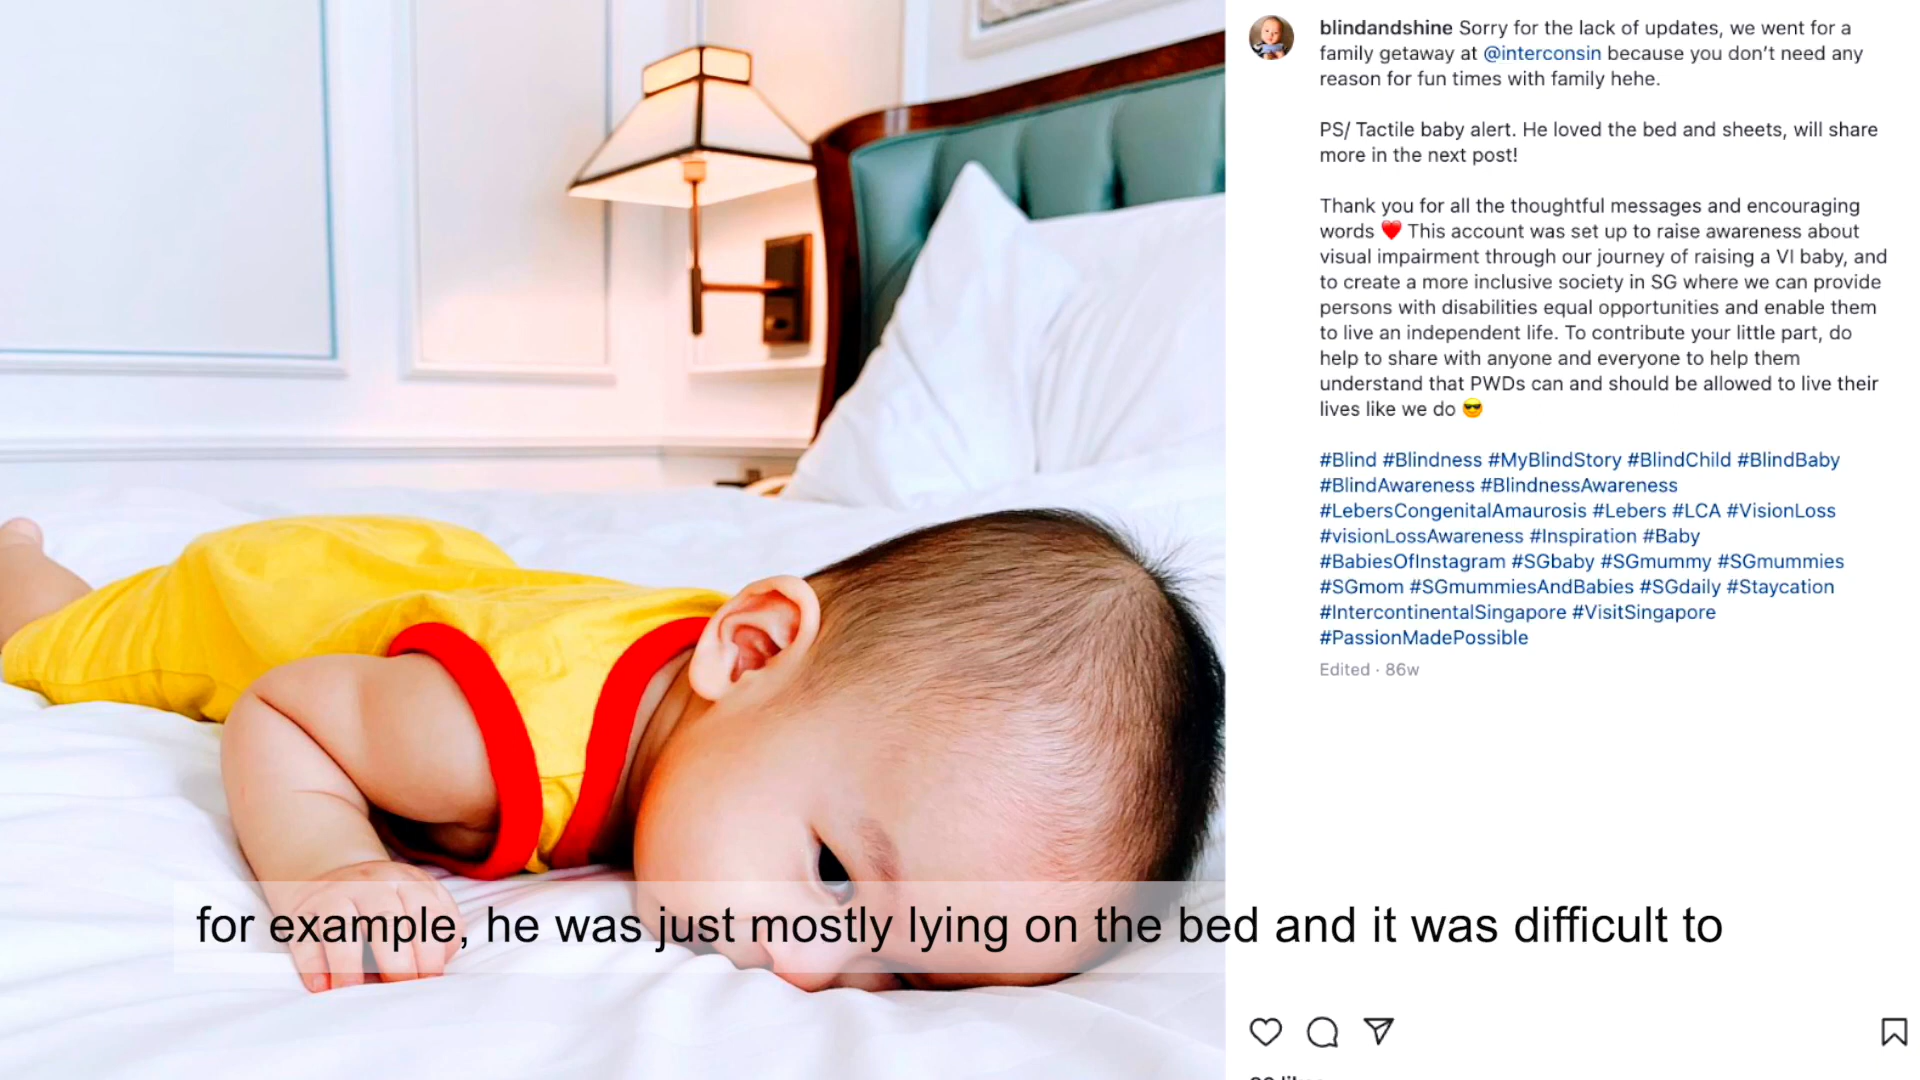 blindandshine Sorry for the lack of updates, we went for a
family getaway at @interconsin because you don’t need any
reason for fun times with family hehe.
PS/ Tactile baby alert. He loved the bed and sheets, will share
more in the next post!
Thank you for all the thoughtful messages and encouraging
words ❤️ This account was set up to raise awareness about
visual impairment through our journey of raising a VI baby, and
to create a more inclusive society in SG where we can provide
persons with disabilities equal opportunities and enable them
to live an independent life. To contribute your little part, do
help to share with anyone and everyone to help them
understand that PWDs can and should be allowed to live their
lives like we do 😎
#Blind #Blindness #MyBlindStory #BlindChild #BlindBaby
#BlindAwareness #BlindnessAwareness
#LebersCongenitalAmaurosis #Lebers #LCA #VisionLoss
#visionLossAwareness #Inspiration #Baby
#BabiesOfInstagram #SGbaby #SGmummy #SGmummies
#SGmom #SGmummiesAndBabies #SGdaily #Staycation
#IntercontinentalSingapore #VisitSingapore
#PassionMadePossible
Edited · 86w
for example, he was just mostly lying on the bed and it was difficult to